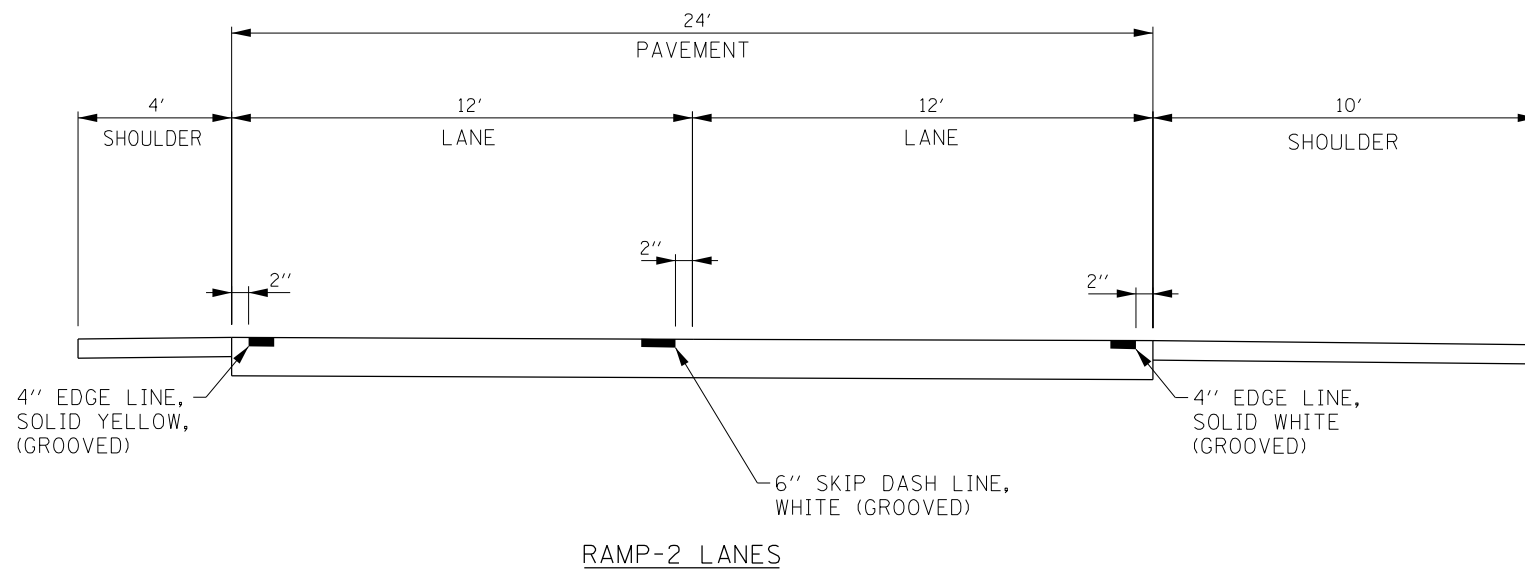 24'
PAVEMENT
4'
12'
12'
10'
SHOULDER
LANE
LANE
SHOULDER
2''
2''
2''
4'' EDGE LINE,
SOLID YELLOW,
(GROOVED)
4'' EDGE LINE,
SOLID WHITE
(GROOVED)
6'' SKIP DASH LINE,
WHITE (GROOVED)
RAMP-2 LANES